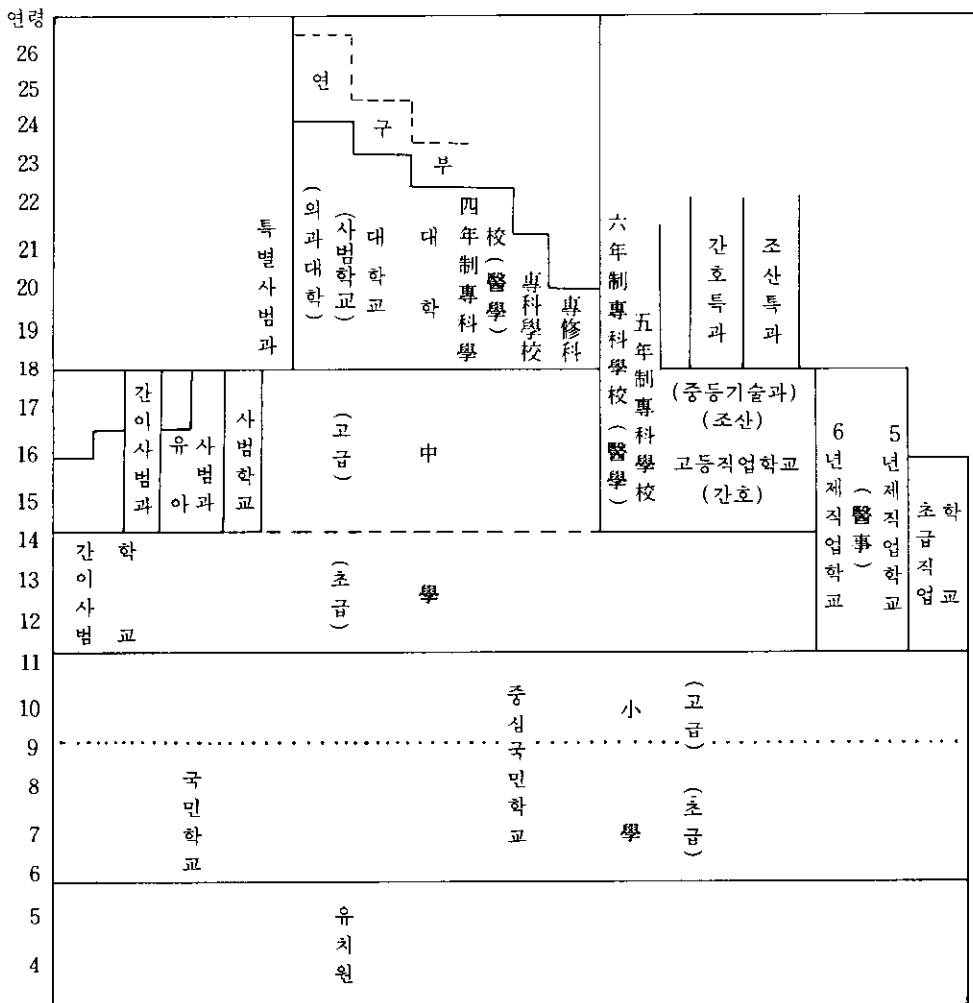 연령
26
25
24
23
22
21
20
19
18
17
16
15
14
13
12
11
10
9
8
7
6
5
4
연구부
특별사범과
(의과대학)
(사범학교)
대학교
대학
四年制專科學
校(醫學)
專科學校
專修科
六年制專科學校(醫學)
五年制專科学校
간호특과
조산특과
간이사범과
유아
사범과
사범학교
(고급)
中
(중등기술과)
(조산)
고등직업학교
(간호)
6년제직업학교
(醫事)
5년제직업학교
초급직업
학교
간이사범
학교
(초급)
學
중심국민학교
小
(고급)
국민학교
學
(초급)
유치원